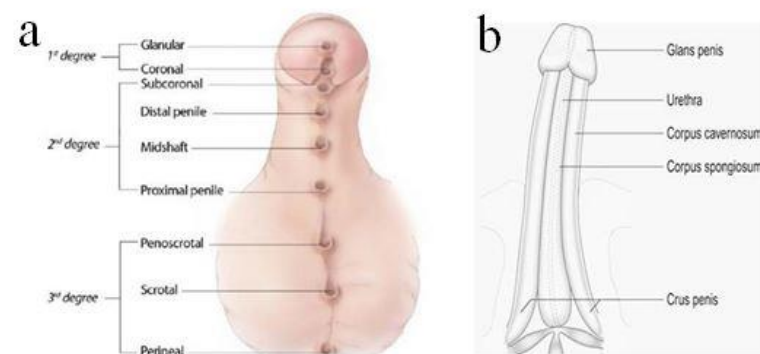 a
1st degree
Glanular
Coronal
2nd degree
Subcoronal
Distal penile
Midshaft
Proximal penile
3rd degree
Penoscrotal
Scrotal
Perineal
b
Glans penis
Urethra
Corpus cavernosum
Corpus spongiosum
Crus penis